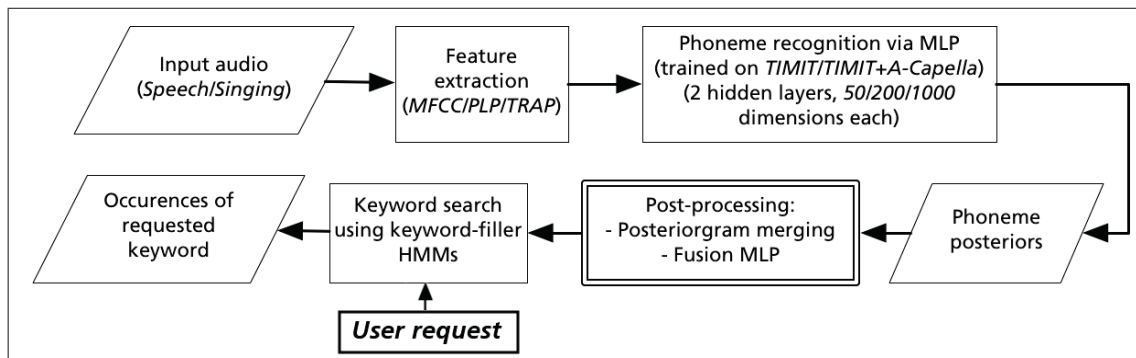 Input audio
(Speech/Singing)
Feature
extraction
(MFCC/PLP/TRAP)
Phoneme recognition via MLP
(trained on TIMIT/TIMIT+A-Capella)
(2 hidden layers, 50/200/1000
dimensions each)
Phoneme
posteriors
Post-processing:
- Posteriorgram merging
- Fusion MLP
Keyword search
using keyword-filler
HMMs
Occurences of
requested
keyword
User request